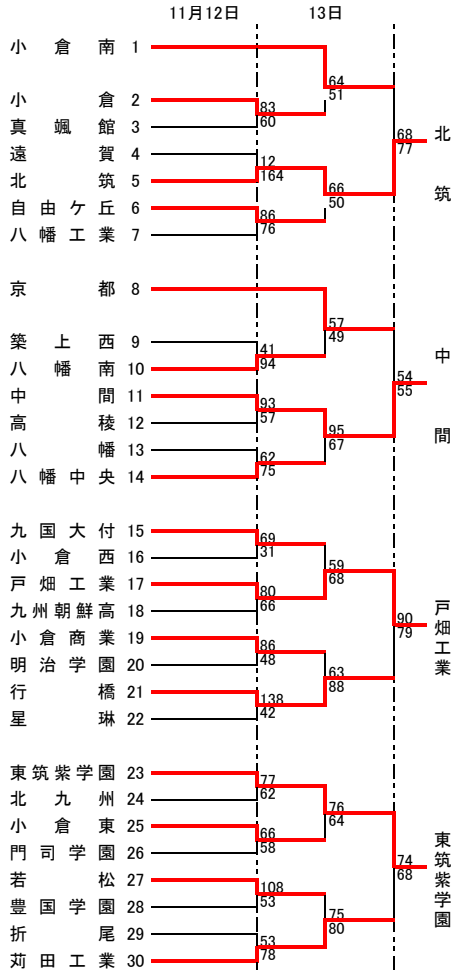 11月12日 13日
小倉南 1
小倉 2
真颯館 3
遠賀 4
北筑 5
自由ケ丘 6
八幡工業 7
83
60
12
164
86
76
64
51
66
50
68
77
北筑
京都 8
築上西 9
八幡南 10
中間 11
高稜 12
八幡 13
八幡中央 14
41
94
93
57
62
75
57
49
95
67
54
55
中間
九国大付 15
小倉西 16
戸畑工業 17
九州朝鮮高 18
小倉商業 19
明治学園 20
行橋 21
星琳 22
69
31
80
66
86
48
138
42
59
68
63
88
90
79
戸畑工業
東筑紫学園 23
北九州 24
小倉東 25
門司学園 26
若松 27
豊国学園 28
折尾 29
苅田工業 30
77
62
66
58
108
53
53
78
76
64
75
80
74
68
東筑紫学園